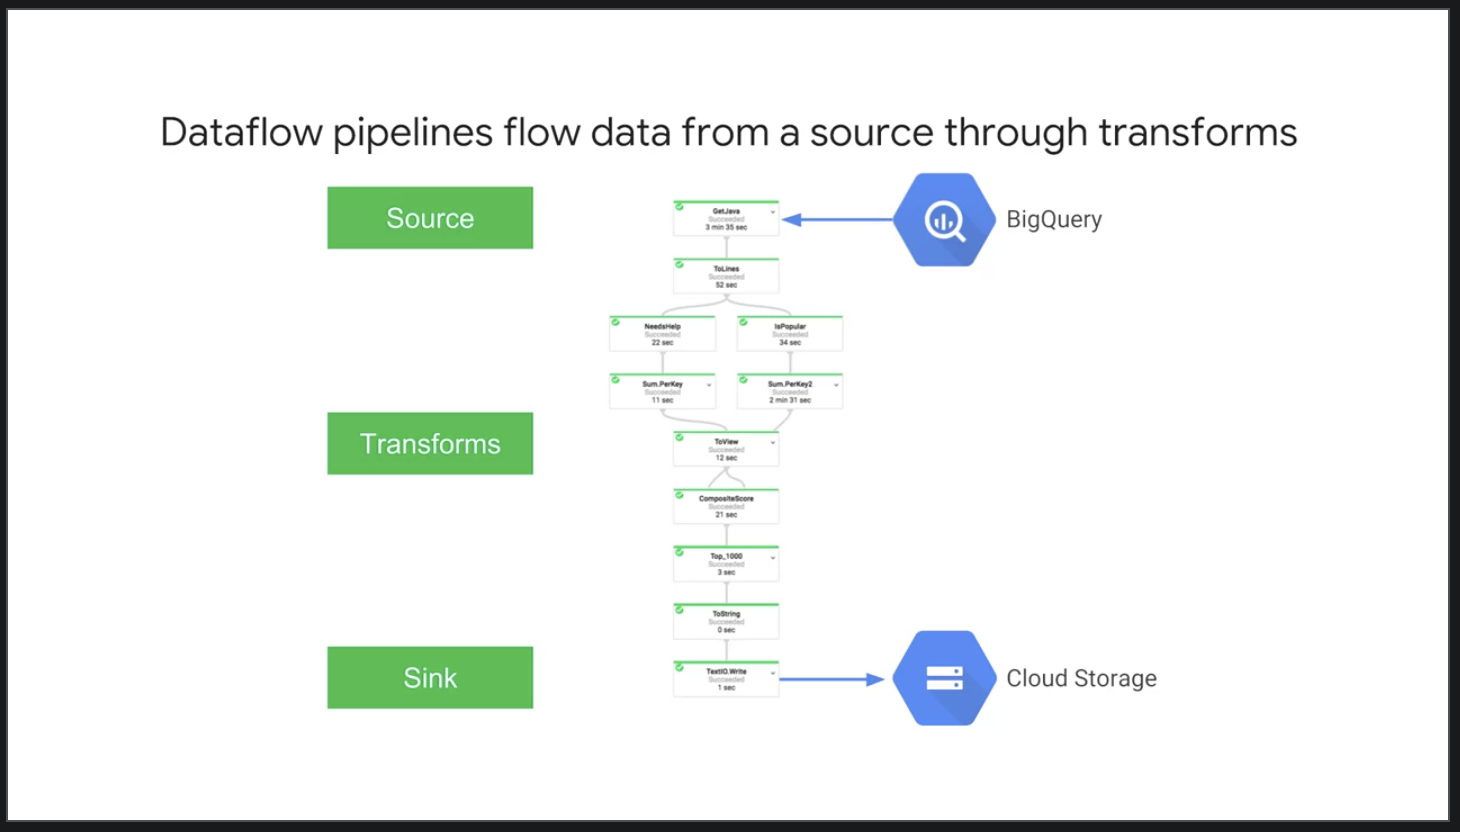 Dataflow pipelines flow data from a source through transforms
Source
GetJava
Succeeded
3 min 35 sec
BigQuery
ToLines
Succeeded
52 sec
NeedsHelp
Succeeded
22 sec
IsPopular
Succeeded
34 sec
Sum.PerKey
Succeeded
11 sec
Sum.PerKey2
Succeeded
2 min 31 sec
Transforms
ToView
Succeeded
12 sec
CompositeScore
Succeeded
21 sec
Top_1000
Succeeded
3 sec
ToString
Succeeded
0 sec
Sink
TextIO.Write
Succeeded
1 sec
Cloud Storage